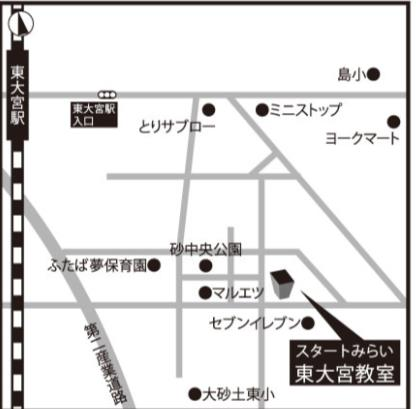 島小
東大宮駅
東大宮駅
入口
とりサブロー
ミニストップ
ヨークマート
砂中央公園
ふたば夢保育園
マルエツ
セブンイレブン
第二産業道路
スタートみらい
東大宮教室
大砂土東小